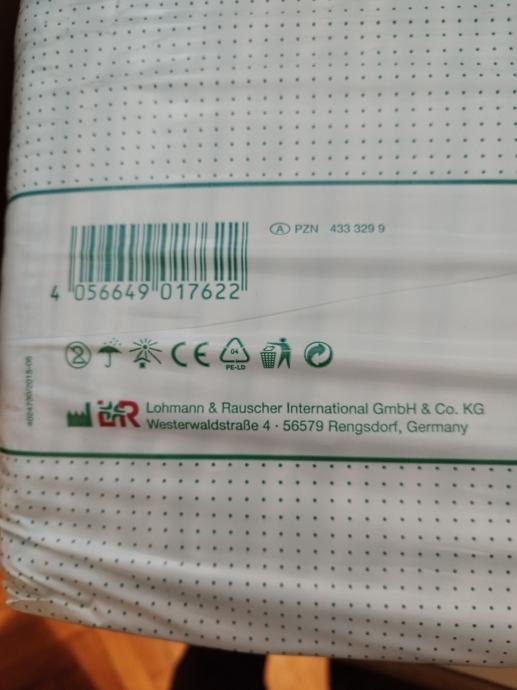 A PZN 433 329 9
4 056649 017622
2
04
PE-LD
L&R Lohmann & Rauscher International GmbH & Co. KG
Westerwaldstraße 4 · 56579 Rengsdorf, Germany